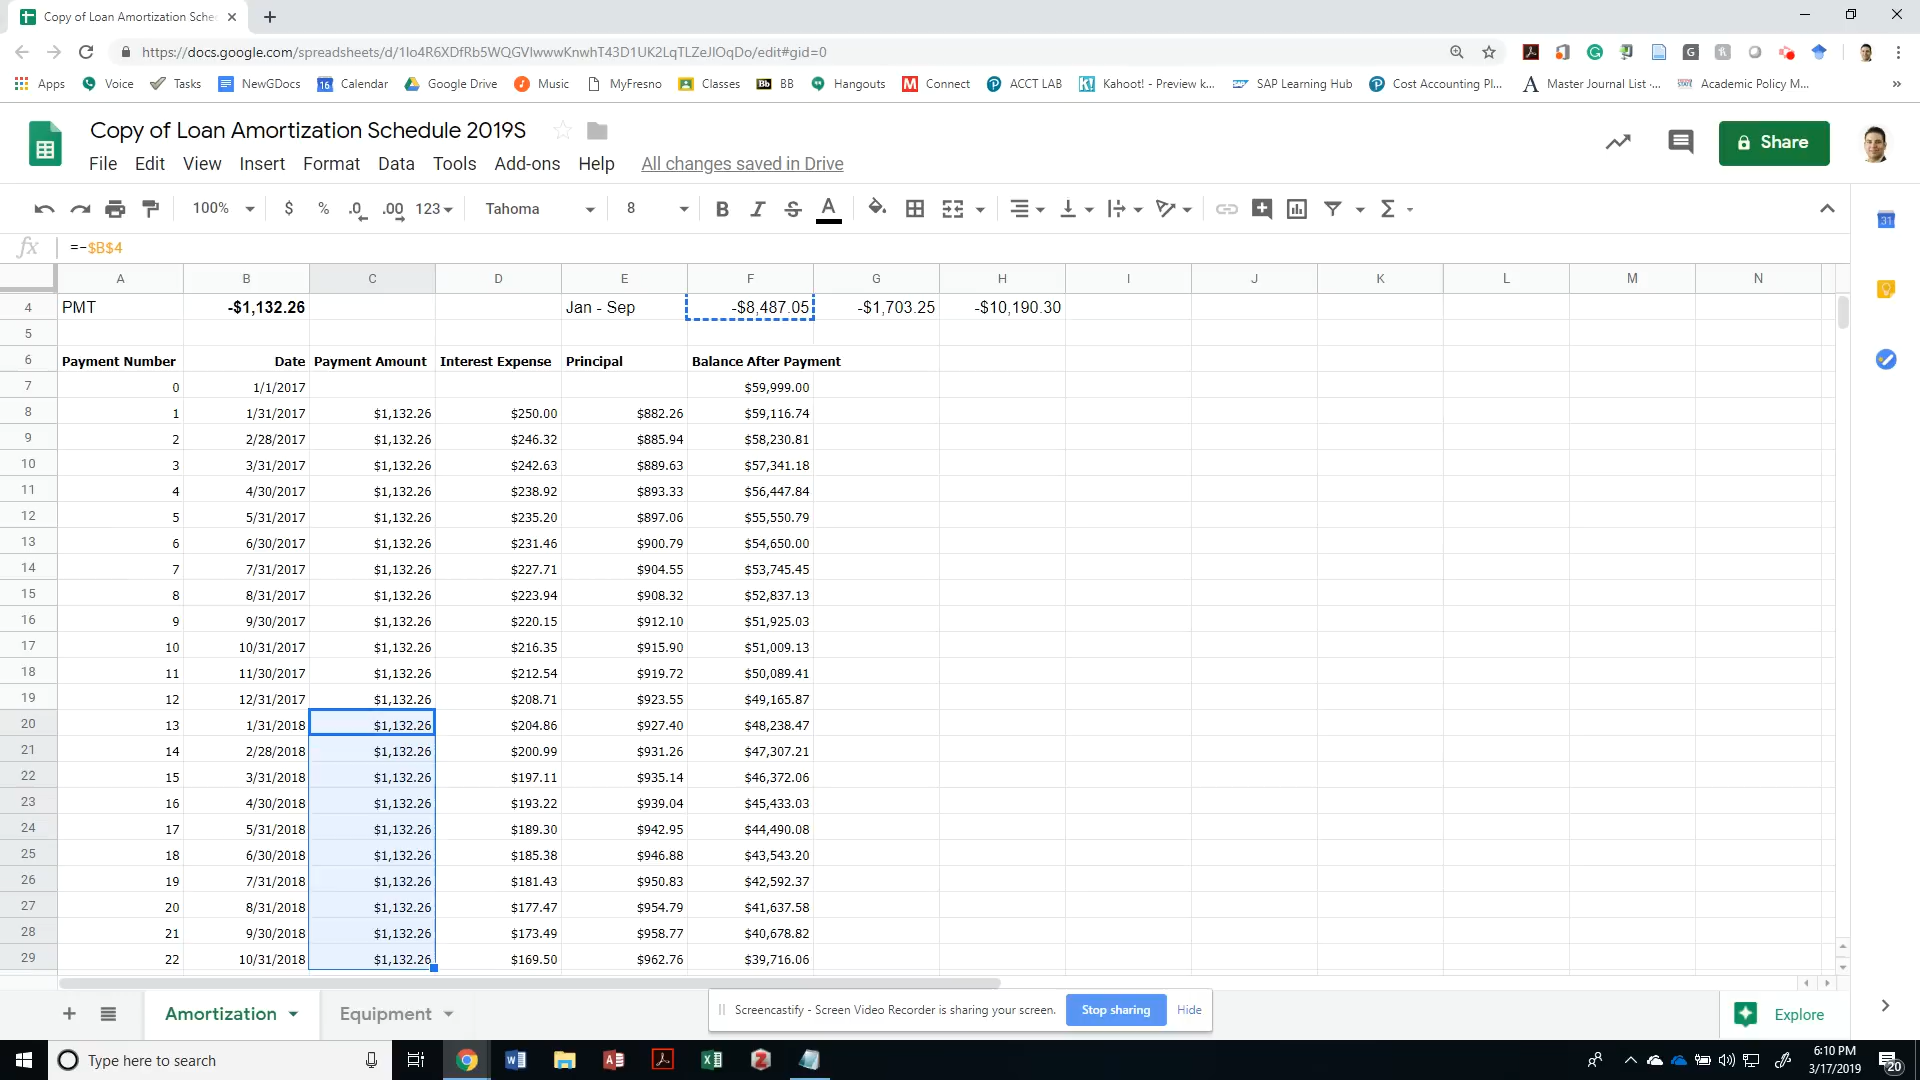 Copy of Loan Amortization Sche
https://docs.google.com/spreadsheets/d/1Io4R6XDfRb5WQGVlwwwKnwhT43D1UK2LqTLZeJlOqDo/edit#gid=0
Apps Voice Tasks NewGDocs Calendar Google Drive Music MyFresno Classes BB Hangouts Connect ACCT LAB Kahoot! - Preview k... SAP Learning Hub Cost Accounting Pl... Master Journal List -... Academic Policy M... »
Copy of Loan Amortization Schedule 2019S
Share
File Edit View Insert Format Data Tools Add-ons Help All changes saved in Drive
100% $ % .0 .00 123 Tahoma 8 B I S A Σ
31
fx =-$B$4
A B C D E F G H I J K L M N
4 PMT -$1,132.26 Jan - Sep -$8,487.05 -$1,703.25 -$10,190.30
5
6 Payment Number Date Payment Amount Interest Expense Principal Balance After Payment
7 0 1/1/2017 $59,999.00
8 1 1/31/2017 $1,132.26 $250.00 $882.26 $59,116.74
9 2 2/28/2017 $1,132.26 $246.32 $885.94 $58,230.81
10 3 3/31/2017 $1,132.26 $242.63 $889.63 $57,341.18
11 4 4/30/2017 $1,132.26 $238.92 $893.33 $56,447.84
12 5 5/31/2017 $1,132.26 $235.20 $897.06 $55,550.79
13 6 6/30/2017 $1,132.26 $231.46 $900.79 $54,650.00
14 7 7/31/2017 $1,132.26 $227.71 $904.55 $53,745.45
15 8 8/31/2017 $1,132.26 $223.94 $908.32 $52,837.13
16 9 9/30/2017 $1,132.26 $220.15 $912.10 $51,925.03
17 10 10/31/2017 $1,132.26 $216.35 $915.90 $51,009.13
18 11 11/30/2017 $1,132.26 $212.54 $919.72 $50,089.41
19 12 12/31/2017 $1,132.26 $208.71 $923.55 $49,165.87
20 13 1/31/2018 $1,132.26 $204.86 $927.40 $48,238.47
21 14 2/28/2018 $1,132.26 $200.99 $931.26 $47,307.21
22 15 3/31/2018 $1,132.26 $197.11 $935.14 $46,372.06
23 16 4/30/2018 $1,132.26 $193.22 $939.04 $45,433.03
24 17 5/31/2018 $1,132.26 $189.30 $942.95 $44,490.08
25 18 6/30/2018 $1,132.26 $185.38 $946.88 $43,543.20
26 19 7/31/2018 $1,132.26 $181.43 $950.83 $42,592.37
27 20 8/31/2018 $1,132.26 $177.47 $954.79 $41,637.58
28 21 9/30/2018 $1,132.26 $173.49 $958.77 $40,678.82
29 22 10/31/2018 $1,132.26 $169.50 $962.76 $39,716.06
Amortization Equipment
Screencastify - Screen Video Recorder is sharing your screen. Stop sharing Hide
Explore
Type here to search
6:10 PM
3/17/2019
20